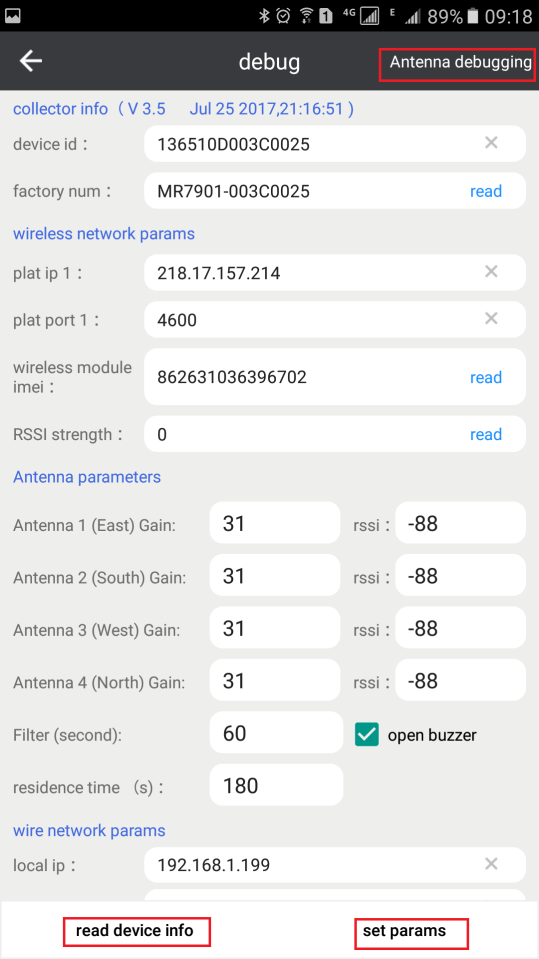 1 4G E 89% 09:18
debug Antenna debugging
collector info（V 3.5 Jul 25 2017,21:16:51 )
device id： 136510D003C0025
factory num： MR7901-003C0025 read
wireless network params
plat ip 1： 218.17.157.214
plat port 1： 4600
wireless module
imei： 862631036396702 read
RSSI strength： 0 read
Antenna parameters
Antenna 1 (East) Gain: 31 rssi： -88
Antenna 2 (South) Gain: 31 rssi： -88
Antenna 3 (West) Gain: 31 rssi： -88
Antenna 4 (North) Gain: 31 rssi： -88
Filter (second): 60 open buzzer
residence time （s)： 180
wire network params
local ip： 192.168.1.199
read device info set params